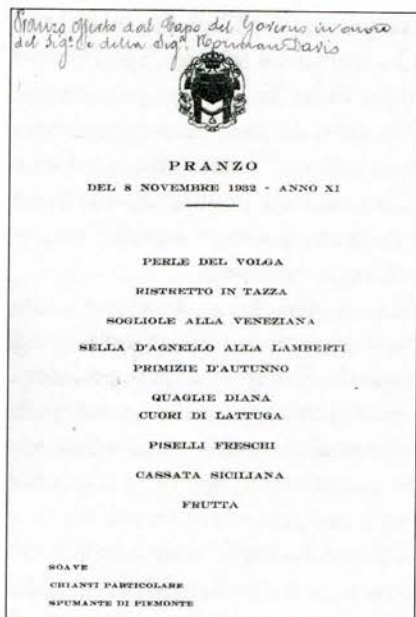 Pranzo offerto dal Capo del Governo in onore
del Sig.re e della Sig.ra Norman Davis
PRANZO
DEL 8 NOVEMBRE 1932 - ANNO XI
PERLE DEL VOLGA
RISTRETTO IN TAZZA
SOGLIOLE ALLA VENEZIANA
SELLA D'AGNELLO ALLA LAMBERTI
PRIMIZIE D'AUTUNNO
QUAGLIE DIANA
CUORI DI LATTUGA
PISELLI FRESCHI
CASSATA SICILIANA
FRUTTA
SOAVE
CHIANTI PARTICOLARE
SPUMANTE DI PIEMONTE